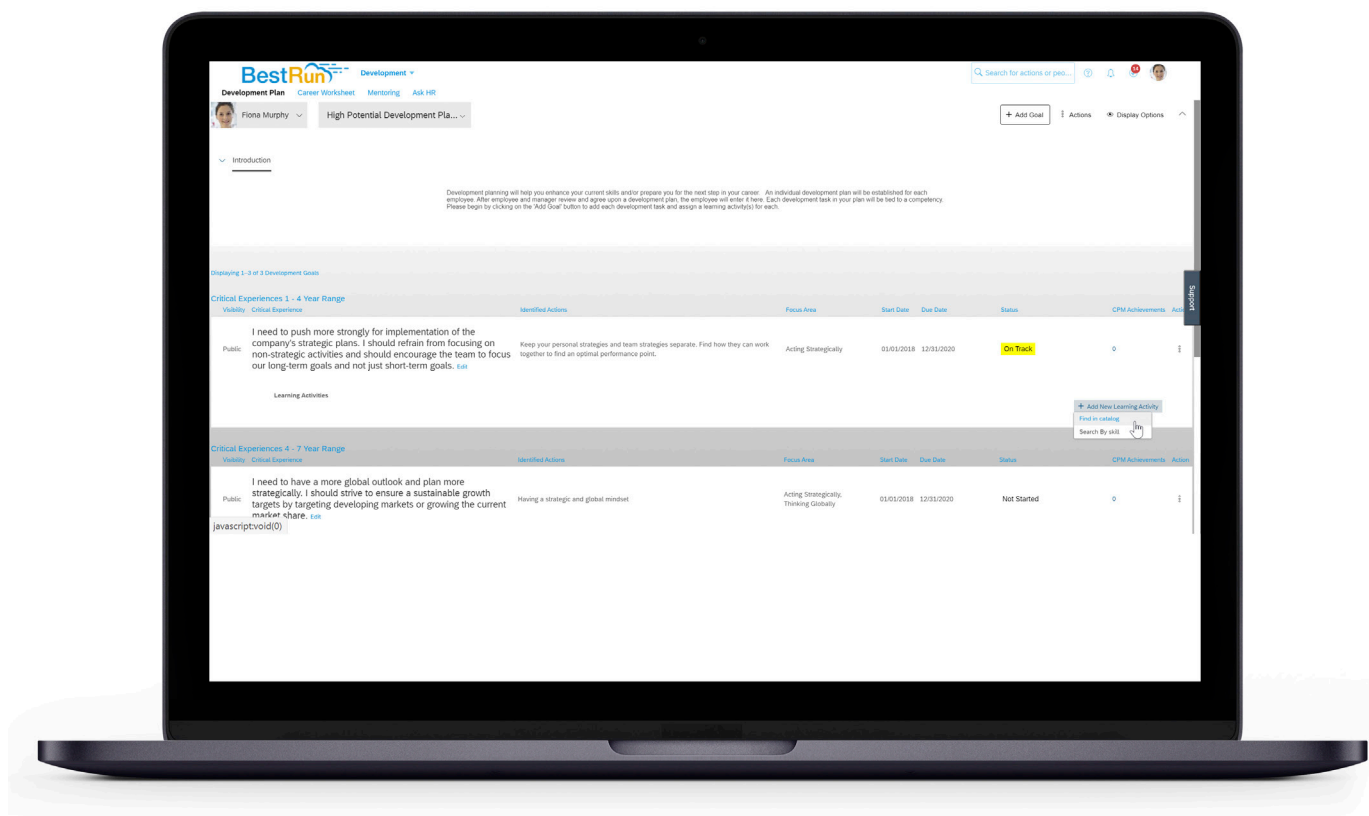 BestRun
Development
Search for actions or peo...
14
Development Plan Career Worksheet Mentoring Ask HR
Fiona Murphy
High Potential Development Pla...
+ Add Goal
Actions
Display Options
Introduction
Development planning will help you enhance your current skills and/or prepare you for the next step in your career. An individual development plan will be established for each
employee. After employee and manager review and agree upon a development plan, the employee will enter it here. Each development task in your plan will be tied to a competency.
Please begin by clicking on the 'Add Goal' button to add each development task and assign a learning activity(s) for each.
Displaying 1-3 of 3 Development Goals
Support
Critical Experiences 1 - 4 Year Range
Visibility Critical Experience Identified Actions Focus Area Start Date Due Date Status CPM Achievements
I need to push more strongly for implementation of the
company's strategic plans. I should refrain from focusing on
non-strategic activities and should encourage the team to focus
our long-term goals and not just short-term goals. Edit
Public
Keep your personal strategies and team strategies separate. Find how they can work
together to find an optimal performance point.
Acting Strategically
01/01/2018 12/31/2020
On Track
0
Learning Activities
+ Add New Learning Activity
Find in catalog
Search By skill
Critical Experiences 4 - 7 Year Range
Visibility Critical Experience Identified Actions Focus Area Start Date Due Date Status CPM Achievements Action
I need to have a more global outlook and plan more
strategically. I should strive to ensure a sustainable growth
targets by targeting developing markets or growing the current
market share. Edit
Public
Having a strategic and global mindset
Acting Strategically,
Thinking Globally
01/01/2018 12/31/2020
Not Started
0
javascript:void(0)